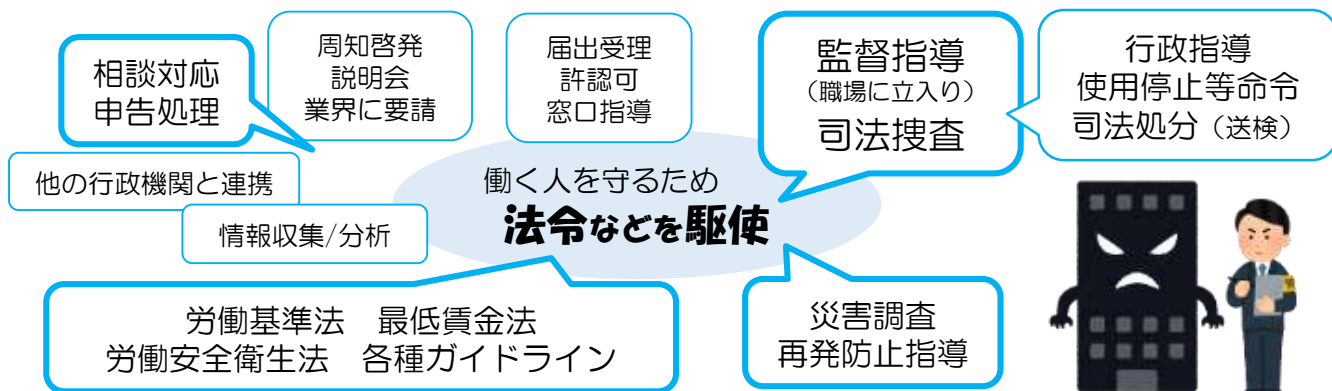 相談対応
申告処理
周知啓発
説明会
業界に要請
届出受理
許認可
窓口指導
監督指導
（職場に立入り）
司法捜査
行政指導
使用停止等命令
司法処分（送検）
他の行政機関と連携
情報収集/分析
働く人を守るため
法令などを駆使
労働基準法　最低賃金法
労働安全衛生法　各種ガイドライン
災害調査
再発防止指導